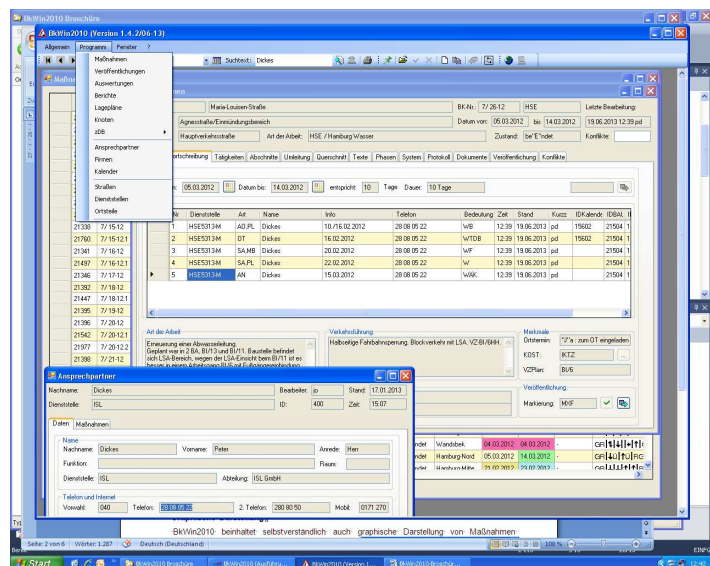 BkWin2010 Broschüre
BkWin2010 (Version 1.4.2/06-13)
Allgemein Programm Fenster ?
Suchtext: Dickes
Maßnahmen
Veröffentlichungen
Auswertungen
Berichte
Lagepläne
Knoten
zDB
Ansprechpartner
Firmen
Kalender
Straßen
Dienststellen
Ortsteile
Marie-Louisen-Straße BK-Nr.: 7/ 26-12 HSE Letzte Bearbeitung:
Agnesstraße/Einmündungsbereich Datum von: 05.03.2012 bis: 14.03.2012 19.06.2013 12:39 pd
Hauptverkehrsstraße Art der Arbeit: HSE / Hamburg Wasser Zustand: be"E"ndet Konflikte:
Tätigkeiten Abschnitte Umleitung Querschnitt Texte Phasen System Protokoll Dokumente Veröffentlichung Konflikte
05.03.2012 Datum bis: 14.03.2012 entspricht 10 Tage Dauer: 10 Tage
Nr Dienststelle Art Name Info Telefon Bedeutung Zeit Stand Kurzz IDKalende IDBAU
1 HSE5313-M AO,PL Dickes 10./16.02.2012 28 08 05 22 WB 12:39 19.06.2013 pd 15602 21504
2 HSE5313-M OT Dickes 16.02.2012 28 08 05 22 WTDB 12:39 19.06.2013 pd 15602 21504
3 HSE5313-M SA,MB Dickes 20.02.2012 28 08 05 22 WF 12:39 19.06.2013 pd 21504
4 HSE5313-M SA,PL Dickes 22.02.2012 28 08 05 22 W 12:39 19.06.2013 pd 21504
5 HSE5313-M AN Dickes 15.03.2012 28 08 05 22 WAK 12:39 19.06.2013 pd 21504
21338 7/ 15-12
21760 7/ 15-12.1
21341 7/ 16-12
21497 7/ 16-12.1
21346 7/ 17-12
21392 7/ 18-12
21447 7/ 18-12.1
21395 7/ 19-12
21396 7/ 20-12
21542 7/ 20-12.1
21977 7/ 20-12.2
21398 7/ 21-12
Art der Arbeit
Erneuerung einer Abwasserleitung.
Geplant war in 2 BA, BI/13 und BI/11. Baustelle befindet
sich LSA-Bereich, wegen der LSA-Einsicht beim BI/11 ist es
Verkehrsführung
Halbseitige Fahrbahnsperrung. Blockverkehr mit LSA. VZ-BI/6HH.
Merkmale
Ortstermin: "J"a : zum OT eingeladen
KOST: IKTZ
VZPlan: BI/6
Veröffentlichung
Markierung: MXF
Ansprechpartner
Nachname: Dickes Bearbeiter: jo Stand: 17.01.2013
Dienststelle: ISL ID: 400 Zeit: 15:07
Daten Maßnahmen
Name
Nachname: Dickes Vorname: Peter Anrede: Herr
Funktion: Raum:
Dienststelle: ISL Abteilung: ISL GmbH
Telefon und Internet
Vorwahl: 040 Telefon: 28 08 05 22 2. Telefon: 280 80 50 Mobil: 0171 270
ndet Wandsbek 04.03.2012 04.03.2012 -
ndet Hamburg-Nord 05.03.2012 14.03.2012 -
ndet Hamburg-Mitte 21.02.2012 23.02.2012 -
BkWin2010 beinhaltet selbstverständlich auch graphische Darstellung von Maßnahmen
Seite: 2 von 6 Wörter: 1.287 Deutsch (Deutschland) 100 %
Start BkWin2010 Broschüre BkWin2010 (Ausführu... BkWin2010 (Version 1.... BkWin2010-Broschür... 12:40